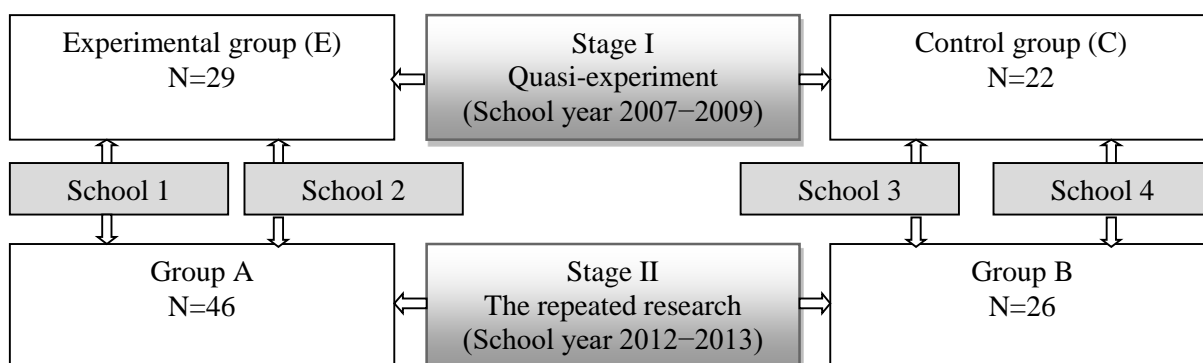 Experimental group (E)
N=29
Stage I
Quasi-experiment
(School year 2007−2009)
Control group (C)
N=22
School 1
School 2
School 3
School 4
Group A
N=46
Stage II
The repeated research
(School year 2012−2013)
Group B
N=26